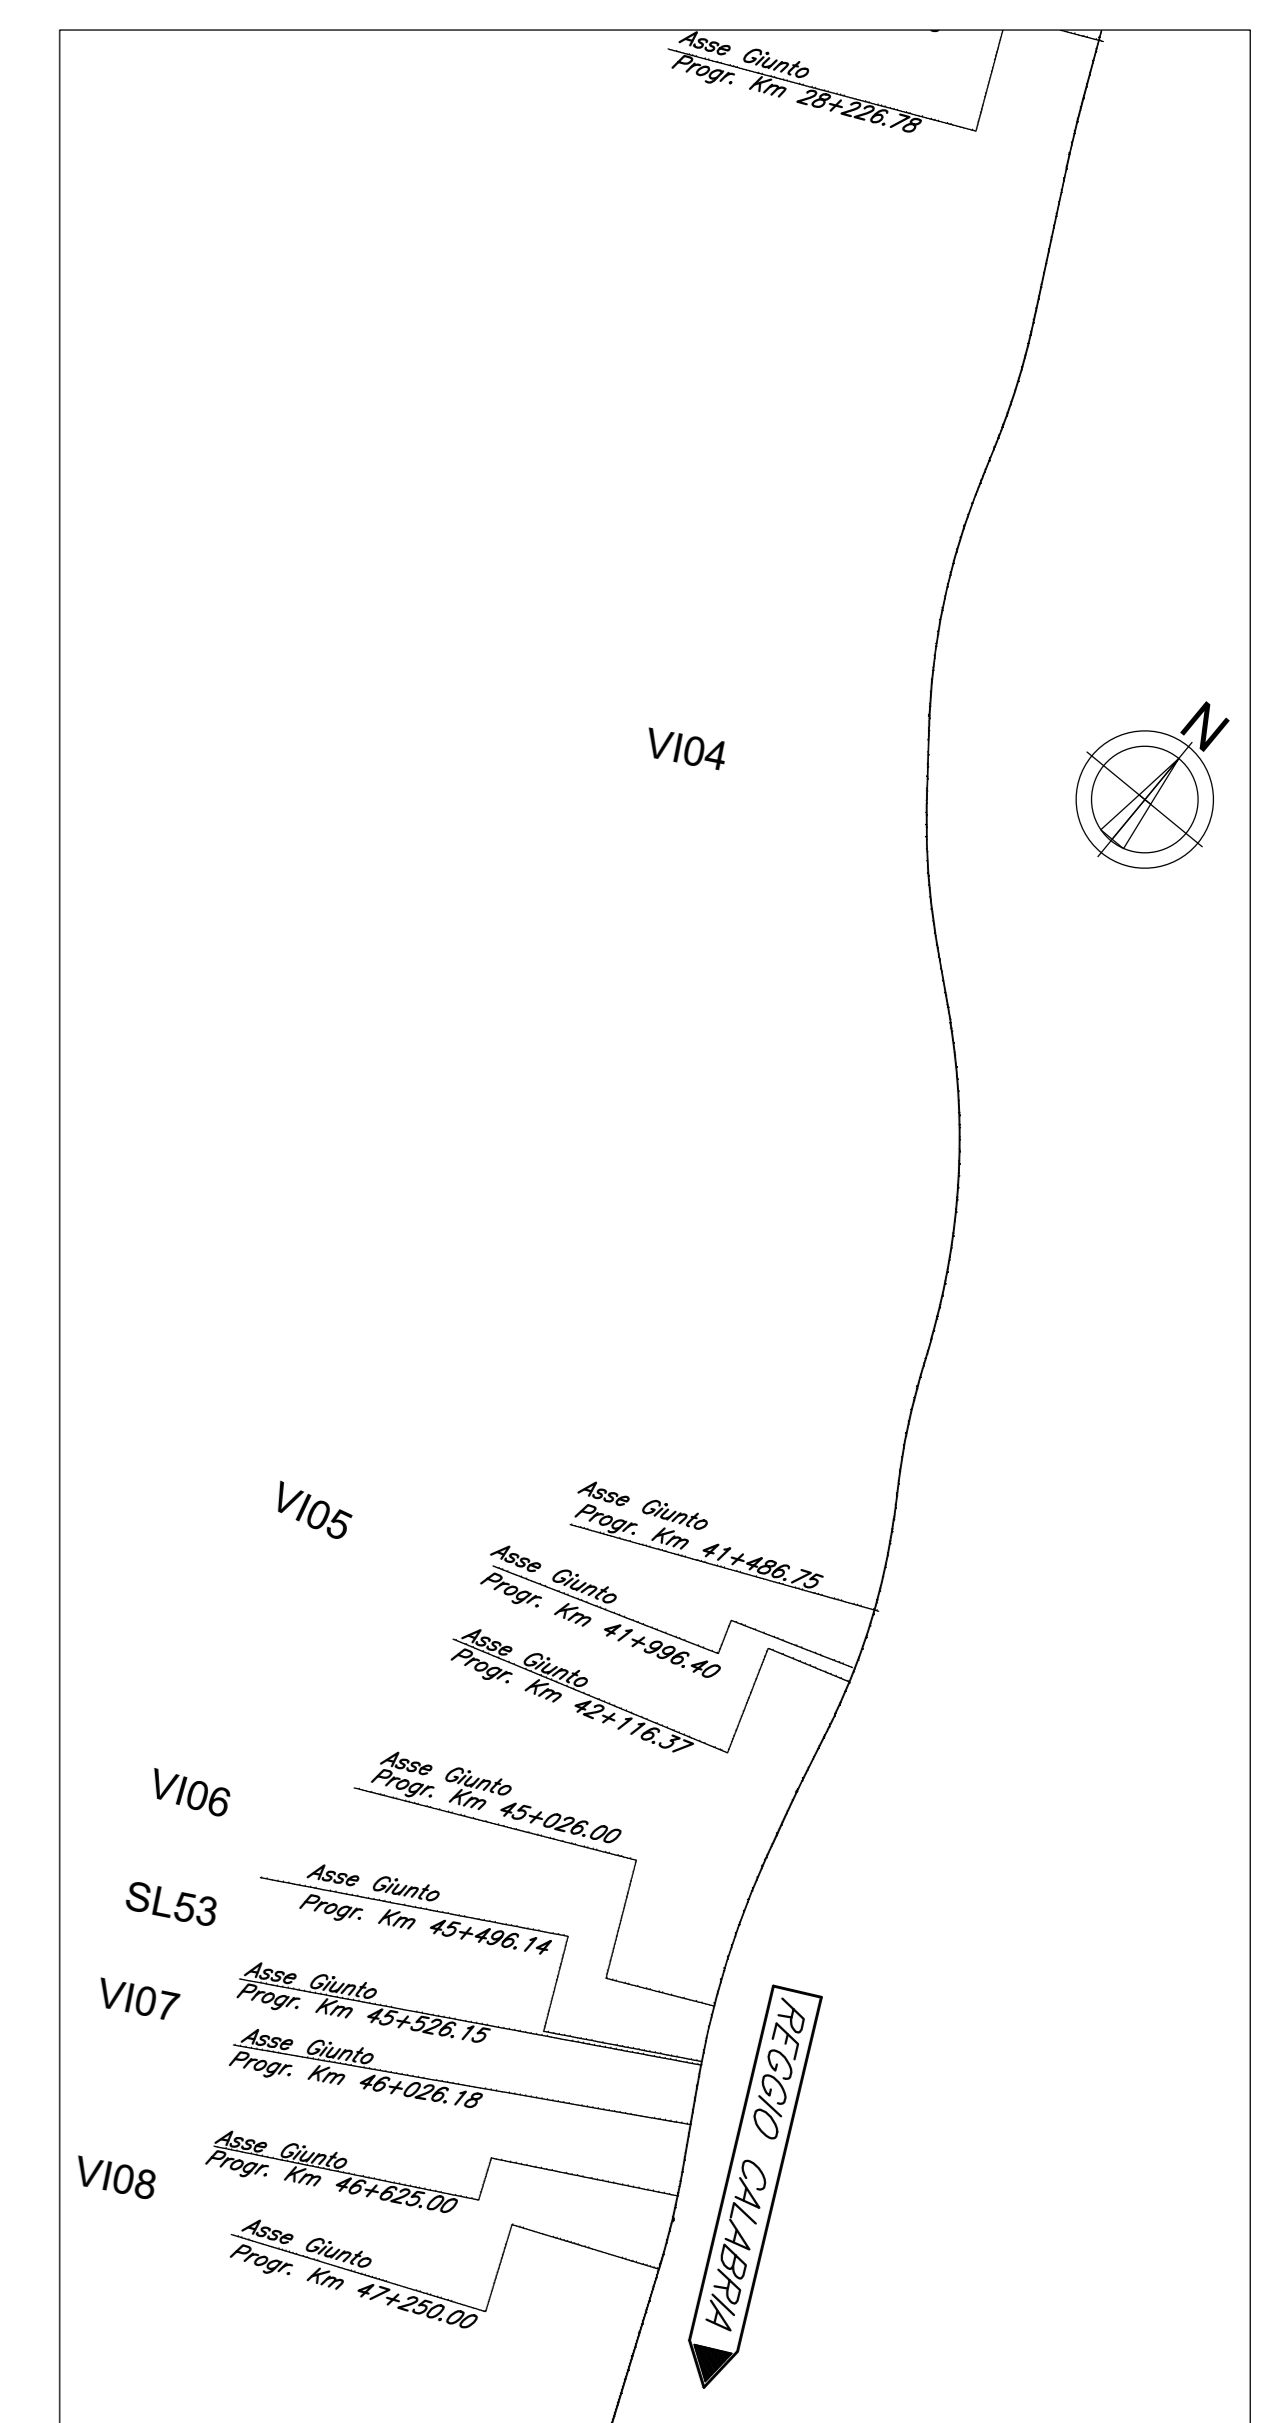 Asse Giunto
Progr. Km 28+226.78
N
VI04
VI05
Asse Giunto
Progr. Km 41+486.75
Asse Giunto
Progr. Km 41+996.40
Asse Giunto
Progr. Km 42+116.37
VI06
Asse Giunto
Progr. Km 45+026.00
SL53
Asse Giunto
Progr. Km 45+496.14
VI07
Asse Giunto
Progr. Km 45+526.15
Asse Giunto
Progr. Km 46+026.18
VI08
Asse Giunto
Progr. Km 46+625.00
Asse Giunto
Progr. Km 47+250.00
REGGIO CALABRIA